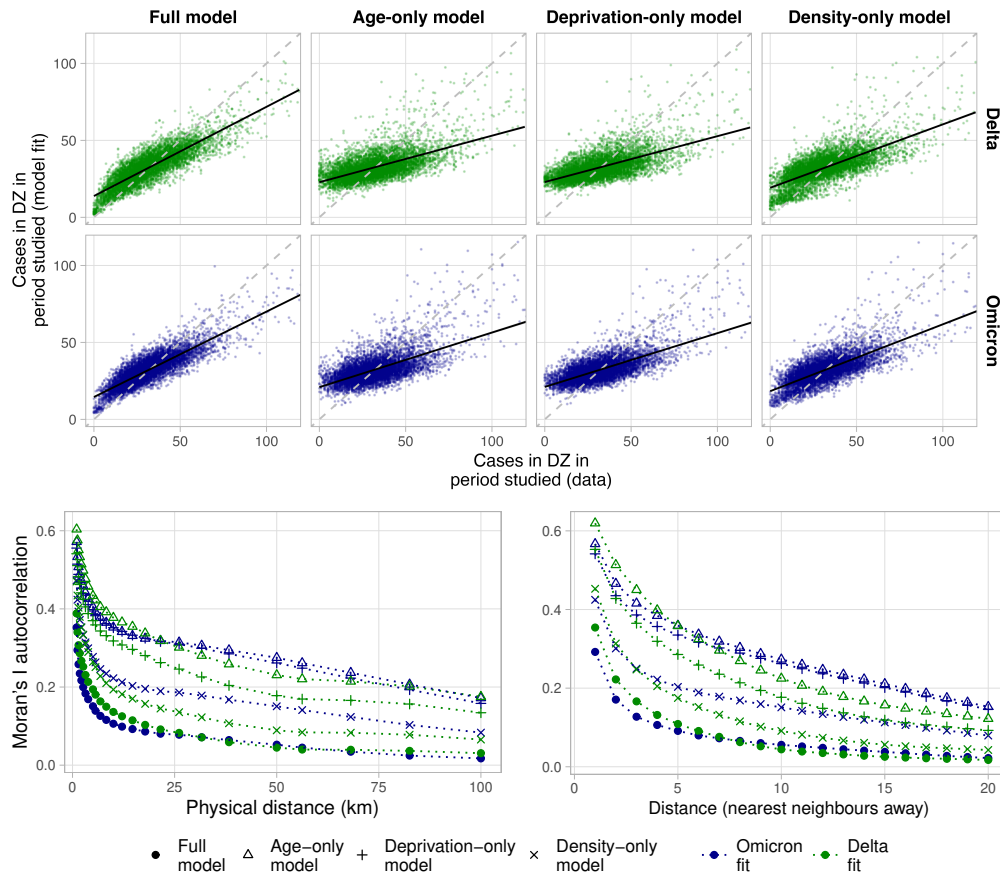 Full model Age-only model Deprivation-only model Density-only model
100
50
0
Delta
Cases in DZ in
period studied (model fit)
100
50
0
Omicron
0 50 100 0 50 100 0 50 100 0 50 100
Cases in DZ in
period studied (data)
0.6 0.6
0.4 0.4
0.2 0.2
0.0 0.0
Moran's I autocorrelation
0 25 50 75 100 5 10 15 20
Physical distance (km) Distance (nearest neighbours away)
Full model
Age−only model
Deprivation−only model
Density−only model
Omicron fit
Delta fit